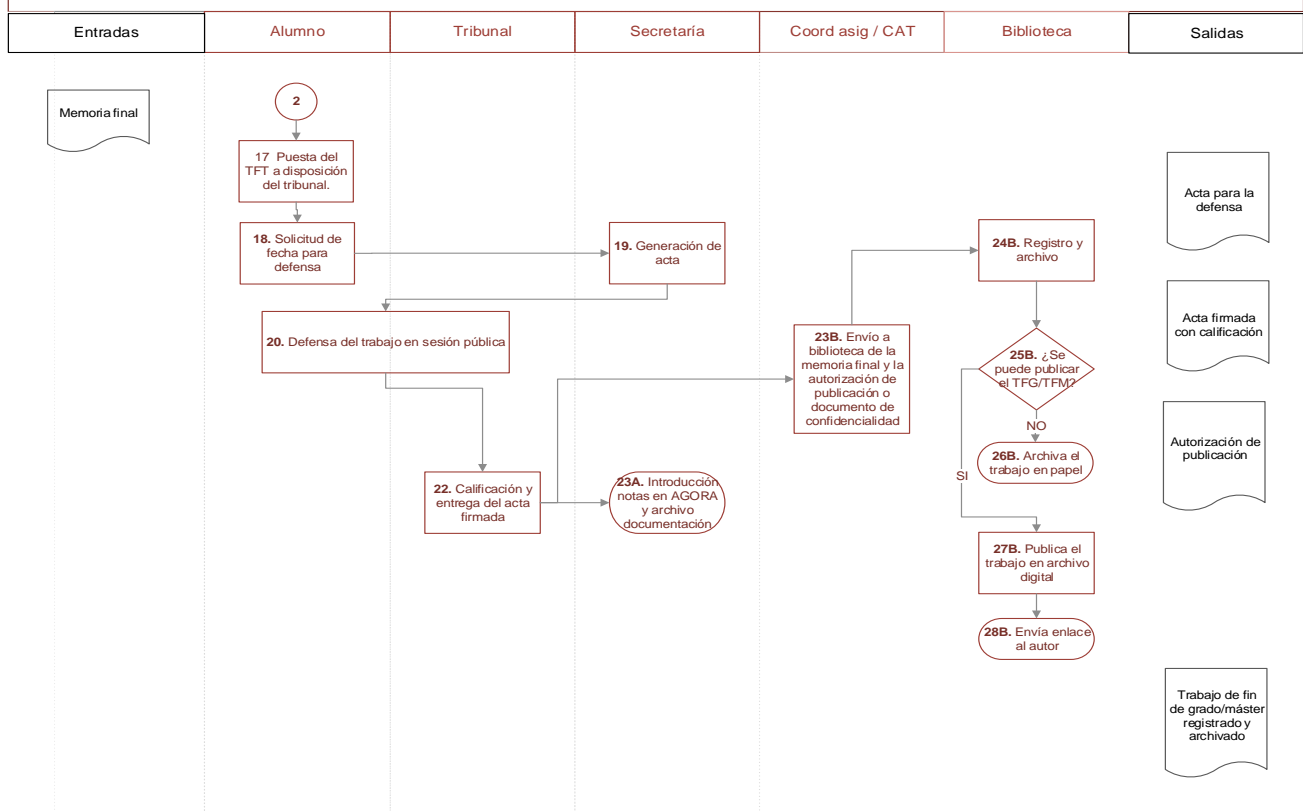 Entradas
Alumno
Tribunal
Secretaría
Coord asig / CAT
Biblioteca
Salidas
Memoria final
2
17 Puesta del
TFT a disposición
del tribunal.
18. Solicitud de
fecha para
defensa
19. Generación de
acta
20. Defensa del trabajo en sesión pública
22. Calificación y
entrega del acta
firmada
23A. Introducción
notas en AGORA
y archivo
documentación
23B. Envío a
biblioteca de la
memoria final y la
autorización de
publicación o
documento de
confidencialidad
24B. Registro y
archivo
25B. ¿Se
puede publicar
el TFG/TFM?
NO
SI
26B. Archiva el
trabajo en papel
27B. Publica el
trabajo en archivo
digital
28B. Envía enlace
al autor
Acta para la
defensa
Acta firmada
con calificación
Autorización de
publicación
Trabajo de fin
de grado/máster
registrado y
archivado